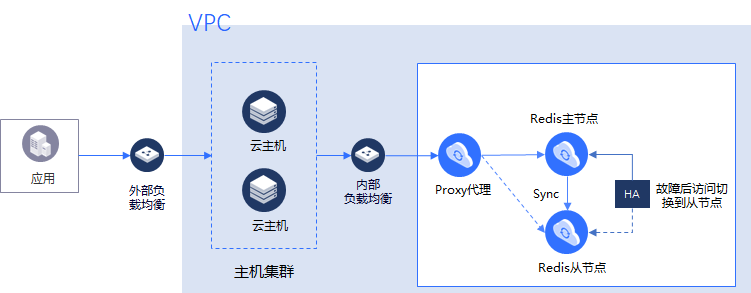 VPC
应用
外部负
载均衡
云主机
云主机
主机集群
内部
负载均衡
Proxy代理
Redis主节点
Sync
Redis从节点
HA
故障后访问切
换到从节点